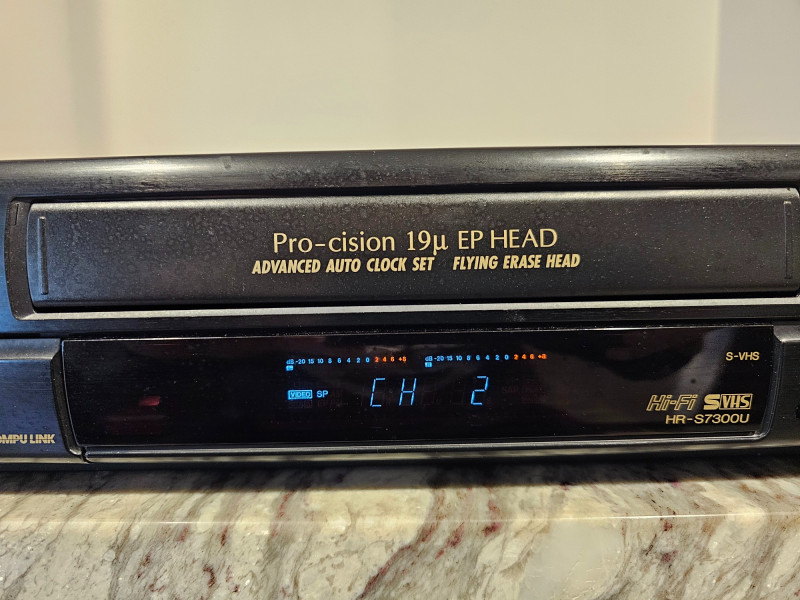 Pro-cision 19µ EP HEAD
ADVANCED AUTO CLOCK SET FLYING ERASE HEAD
dB -20 15 10 8 6 4 2 0 2 4 6 +8 dB -20 15 10 8 6 4 2 0 2 4 6 +8
S-VHS
VIDEO SP CH 2
Hi-Fi S VHS
HR-S7300U
OMPU LINK